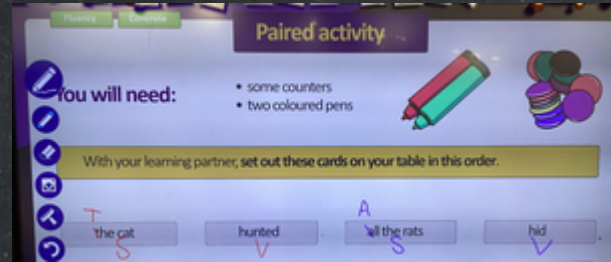 Fluency
Concrete
Paired activity
You will need:
• some counters
• two coloured pens
With your learning partner, set out these cards on your table in this order.
T
A
the cat
hunted
all the rats
hid
S
V
S
V